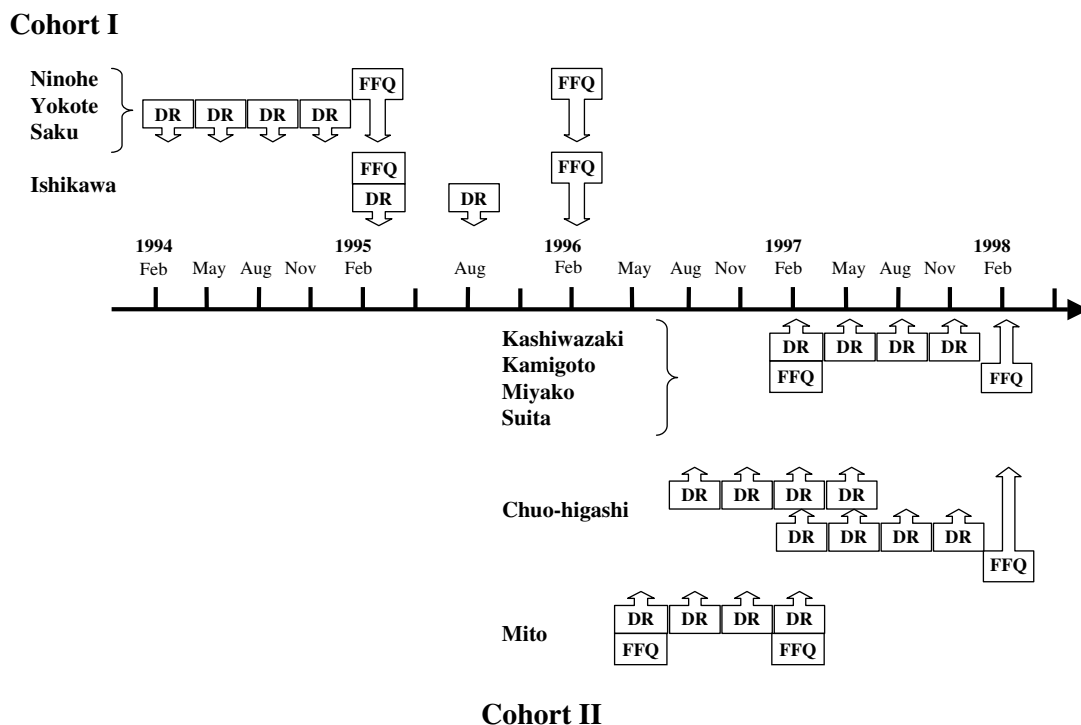 Cohort I
Ninohe
Yokote
Saku
DR DR DR DR
FFQ
FFQ
Ishikawa
FFQ
DR
DR
FFQ
1994 1995 1996 1997 1998
Feb May Aug Nov Feb Aug Feb May Aug Nov Feb May Aug Nov Feb
Kashiwazaki
Kamigoto
Miyako
Suita
DR DR DR DR
FFQ FFQ
Chuo-higashi
DR DR DR DR
DR DR DR DR
FFQ
Mito
DR DR DR DR
FFQ FFQ
Cohort II